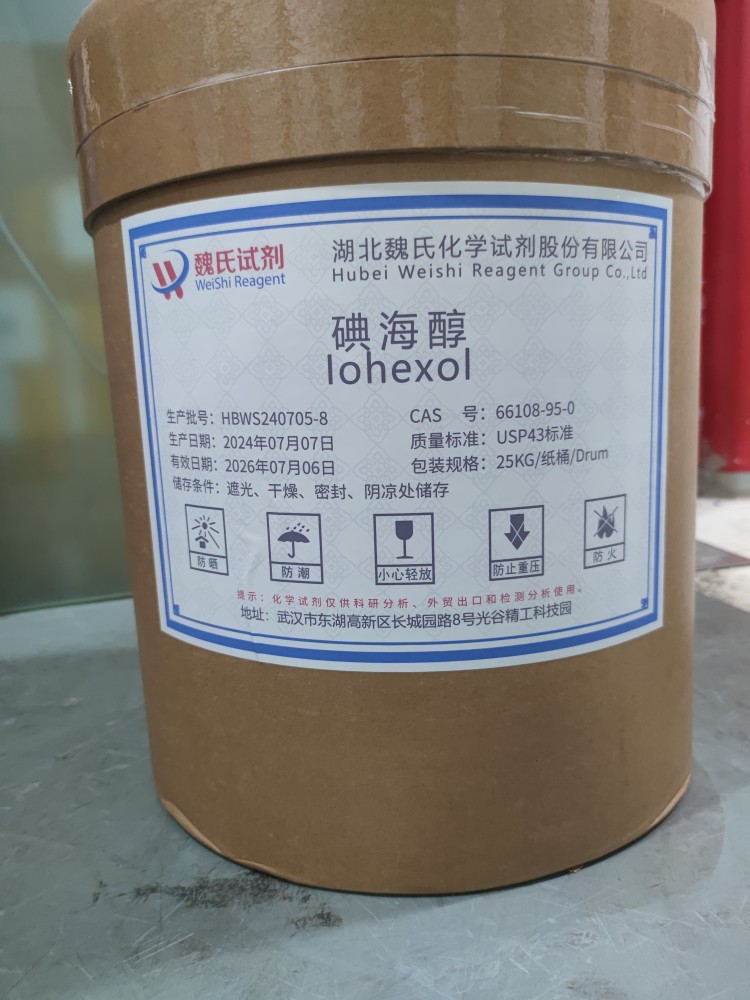 魏氏试剂
WeiShi Reagent
湖北魏氏化学试剂股份有限公司
Hubei Weishi Reagent Group Co.,Ltd
碘海醇
Iohexol
生产批号：HBWS240705-8
CAS 号：66108-95-0
生产日期：2024年07月07日
质量标准：USP43标准
有效日期：2026年07月06日
包装规格：25KG/纸桶/Drum
储存条件：遮光、干燥、密封、阴凉处储存
防晒
防潮
小心轻放
防止重压
防火
提示：化学试剂仅供科研分析、外贸出口和检测分析使用。
地址：武汉市东湖高新区长城园路8号光谷精工科技园